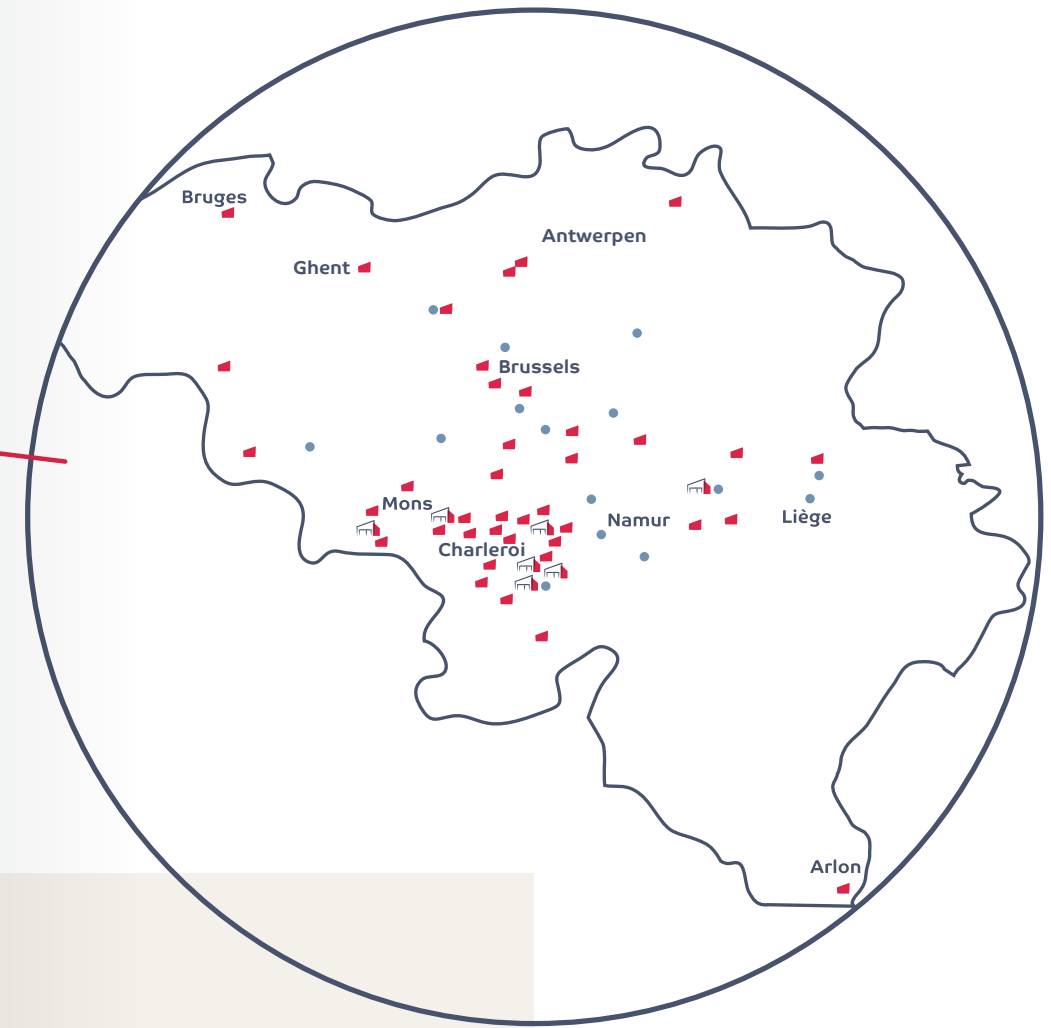 Bruges
Antwerpen
Ghent
Brussels
Mons
Namur
Liège
Charleroi
Arlon